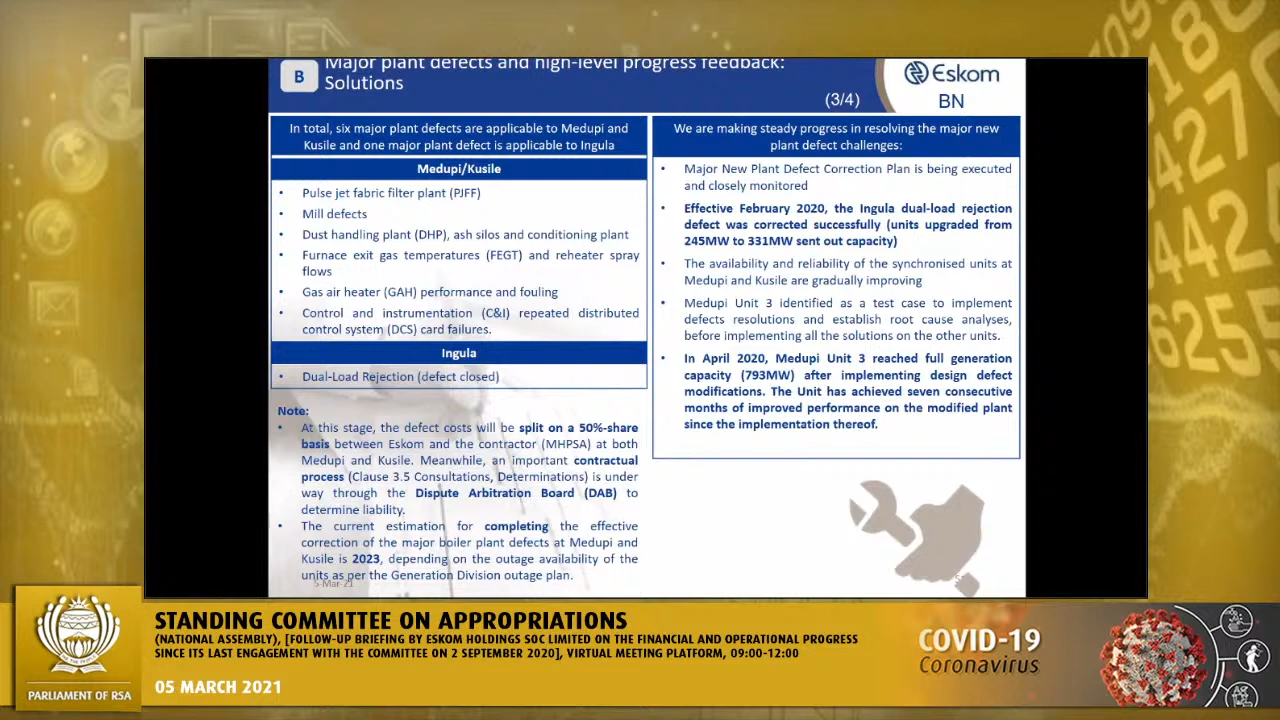 B
Major plant defects and high-level progress feedback:
Solutions
(3/4)
Eskom
BN
In total, six major plant defects are applicable to Medupi and
Kusile and one major plant defect is applicable to Ingula
Medupi/Kusile
• Pulse jet fabric filter plant (PJFF)
• Mill defects
• Dust handling plant (DHP), ash silos and conditioning plant
• Furnace exit gas temperatures (FEGT) and reheater spray
flows
• Gas air heater (GAH) performance and fouling
• Control and instrumentation (C&I) repeated distributed
control system (DCS) card failures.
Ingula
• Dual-Load Rejection (defect closed)
Note:
• At this stage, the defect costs will be split on a 50%-share
basis between Eskom and the contractor (MHPSA) at both
Medupi and Kusile. Meanwhile, an important contractual
process (Clause 3.5 Consultations, Determinations) is under
way through the Dispute Arbitration Board (DAB) to
determine liability.
• The current estimation for completing the effective
correction of the major boiler plant defects at Medupi and
Kusile is 2023, depending on the outage availability of the
units as per the Generation Division outage plan.
5-Mar-21
We are making steady progress in resolving the major new
plant defect challenges:
• Major New Plant Defect Correction Plan is being executed
and closely monitored
• Effective February 2020, the Ingula dual-load rejection
defect was corrected successfully (units upgraded from
245MW to 331MW sent out capacity)
• The availability and reliability of the synchronised units at
Medupi and Kusile are gradually improving
• Medupi Unit 3 identified as a test case to implement
defects resolutions and establish root cause analyses,
before implementing all the solutions on the other units.
• In April 2020, Medupi Unit 3 reached full generation
capacity (793MW) after implementing design defect
modifications. The Unit has achieved seven consecutive
months of improved performance on the modified plant
since the implementation thereof.
STANDING COMMITTEE ON APPROPRIATIONS
(NATIONAL ASSEMBLY), [FOLLOW-UP BRIEFING BY ESKOM HOLDINGS SOC LIMITED ON THE FINANCIAL AND OPERATIONAL PROGRESS
SINCE ITS LAST ENGAGEMENT WITH THE COMMITTEE ON 2 SEPTEMBER 2020], VIRTUAL MEETING PLATFORM, 09:00-12:00
05 MARCH 2021
PARLIAMENT OF RSA
COVID-19
Coronavirus